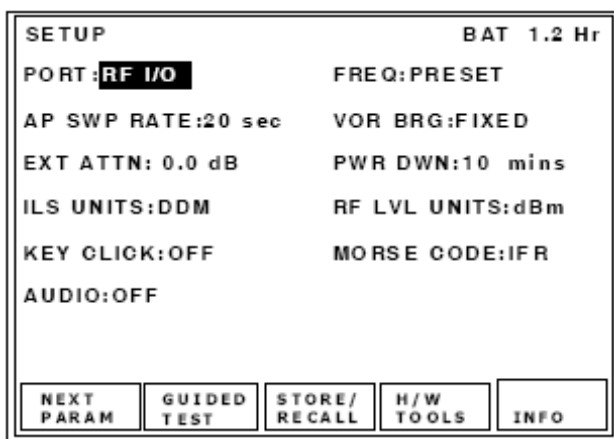 SETUP BAT 1.2 Hr
PORT:RF I/O FREQ:PRESET
AP SWP RATE:20 sec VOR BRG:FIXED
EXT ATTN: 0.0 dB PWR DWN:10 mins
ILS UNITS:DDM RF LVL UNITS:dBm
KEY CLICK:OFF MORSE CODE:IFR
AUDIO:OFF
NEXT PARAM GUIDED TEST STORE/ RECALL H/W TOOLS INFO